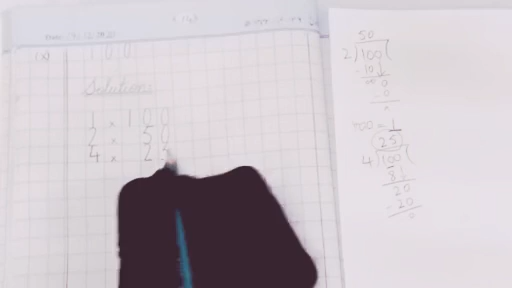 (x) 100
Solution
1 × 100
2 × 50
4 × 25
50
2)100(
-10↓
0
-0
100 = 1
25
4)100(
8↓
20
-20
0